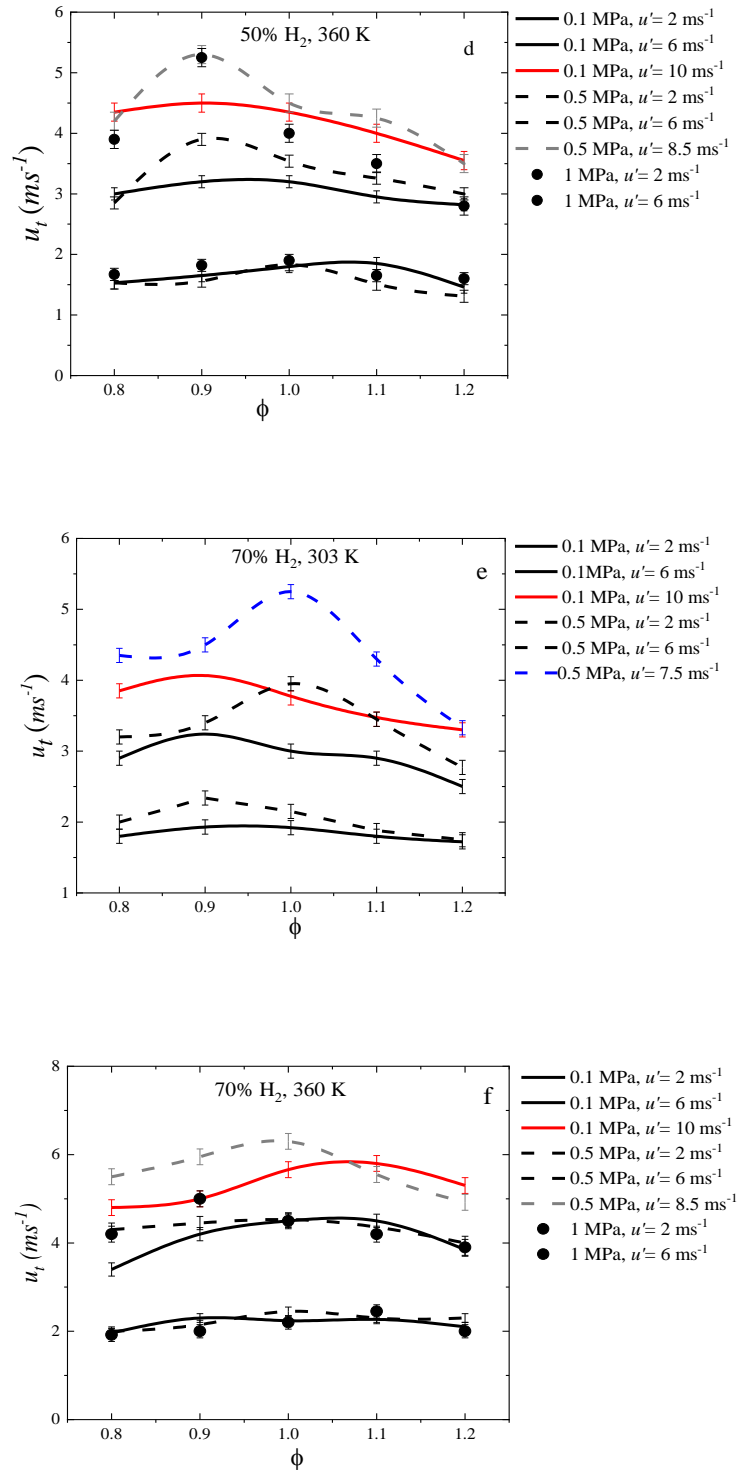 50% H₂, 360 K
d
6
5
4
3
2
1
0
uₜ (ms⁻¹)
0.8 0.9 1.0 1.1 1.2
ϕ
0.1 MPa, u'= 2 ms⁻¹
0.1 MPa, u'= 6 ms⁻¹
0.1 MPa, u'= 10 ms⁻¹
0.5 MPa, u'= 2 ms⁻¹
0.5 MPa, u'= 6 ms⁻¹
0.5 MPa, u'= 8.5 ms⁻¹
1 MPa, u'= 2 ms⁻¹
1 MPa, u'= 6 ms⁻¹
70% H₂, 303 K
e
6
5
4
3
2
1
uₜ (ms⁻¹)
0.8 0.9 1.0 1.1 1.2
ϕ
0.1 MPa, u'= 2 ms⁻¹
0.1MPa, u'= 6 ms⁻¹
0.1 MPa, u'= 10 ms⁻¹
0.5 MPa, u'= 2 ms⁻¹
0.5 MPa, u'= 6 ms⁻¹
0.5 MPa, u'= 7.5 ms⁻¹
70% H₂, 360 K
f
8
6
4
2
0
uₜ (ms⁻¹)
0.8 0.9 1.0 1.1 1.2
ϕ
0.1 MPa, u'= 2 ms⁻¹
0.1 MPa, u'= 6 ms⁻¹
0.1 MPa, u'= 10 ms⁻¹
0.5 MPa, u'= 2 ms⁻¹
0.5 MPa, u'= 6 ms⁻¹
0.5 MPa, u'= 8.5 ms⁻¹
1 MPa, u'= 2 ms⁻¹
1 MPa, u'= 6 ms⁻¹